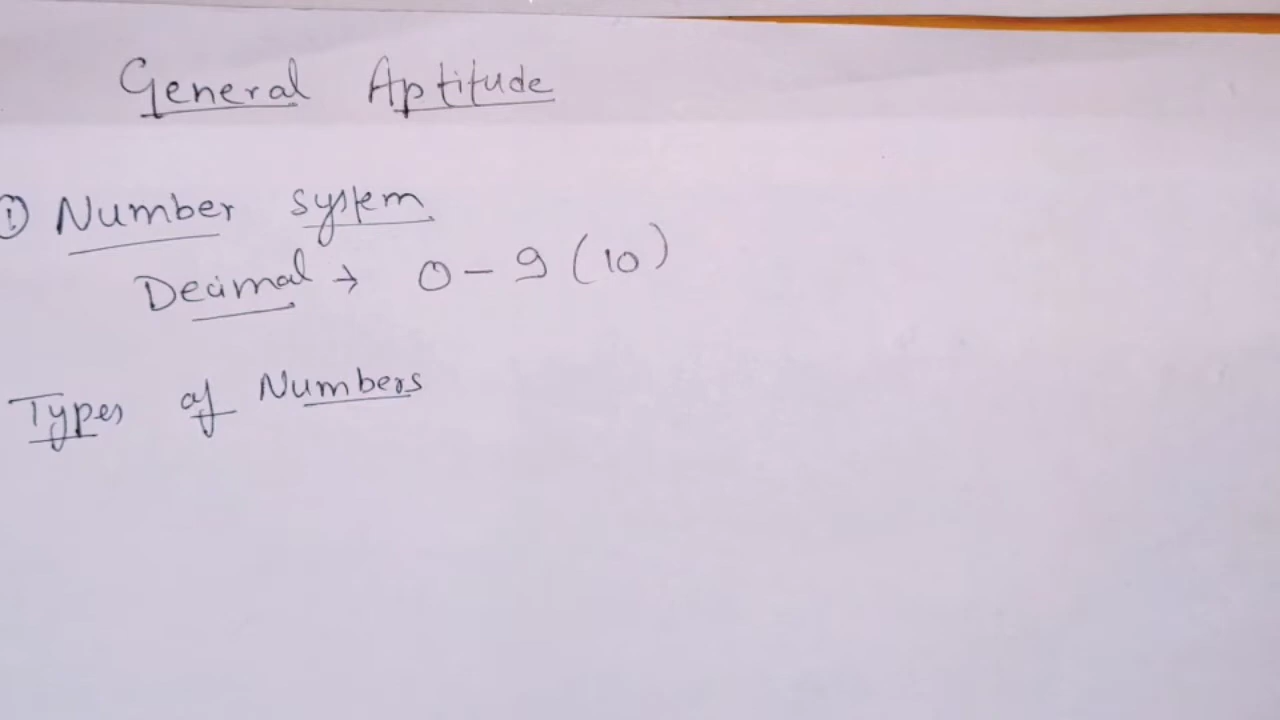 General Aptitude
① Number system
Decimal → 0 - 9 (10)
Types of Numbers